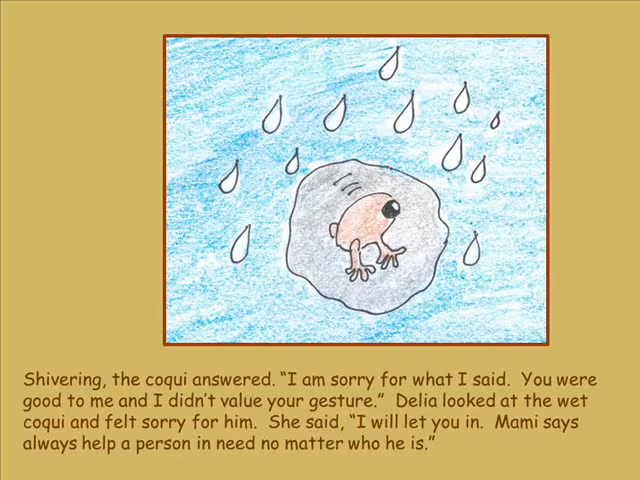 Shivering, the coqui answered. “I am sorry for what I said.  You were
good to me and I didn’t value your gesture.”  Delia looked at the wet
coqui and felt sorry for him.  She said, “I will let you in.  Mami says
always help a person in need no matter who he is.”